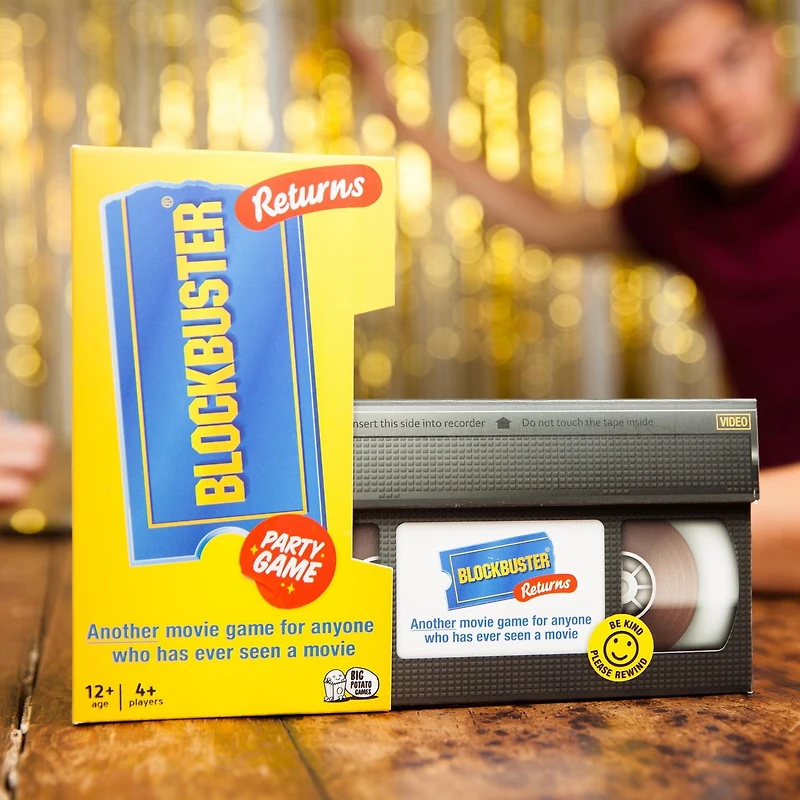 Returns
BLOCKBUSTER®
PARTY
GAME
Another movie game for anyone
who has ever seen a movie
12+ 4+
age players
BIG
POTATO
GAMES
nsert this side into recorder Do not touch the tape inside
VIDEO
BLOCKBUSTER
Returns
Another movie game for anyone
who has ever seen a movie
BE KIND
PLEASE REWIND